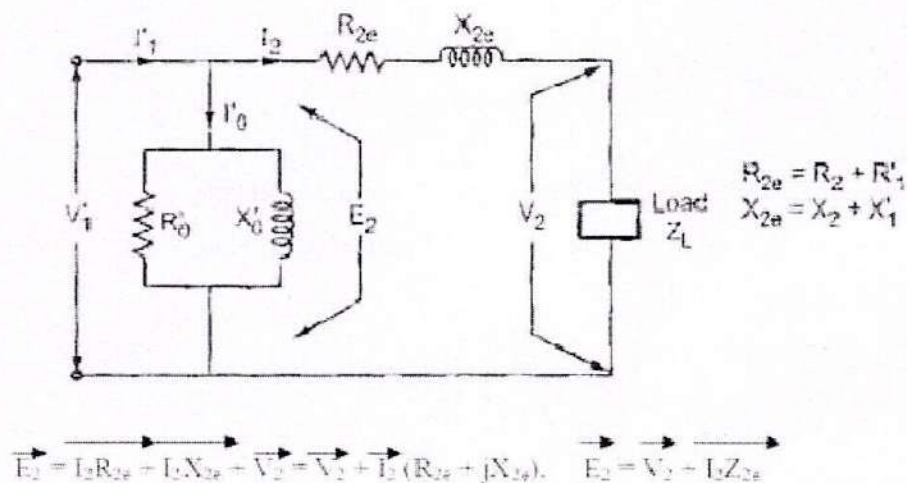 I'₁ I₂ R₂ₑ X₂ₑ
I'₀
V'₁ R'₀ X'₀ E₂ V₂ Load
Z_L
R₂ₑ = R₂ + R'₁
X₂ₑ = X₂ + X'₁
E₂ = I₂R₂ₑ + I₂X₂ₑ + V₂ = V₂ + I₂ (R₂ₑ + jX₂ₑ). E₂ = V₂ + I₂Z₂ₑ